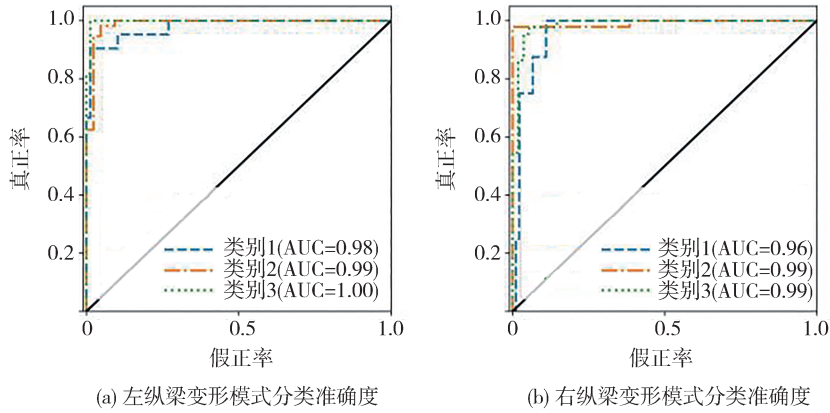 1.0
0.8
0.6
0.4
0.2
真正率
类别1(AUC=0.98)
类别2(AUC=0.99)
类别3(AUC=1.00)
0
0.5
1.0
假正率
(a) 左纵梁变形模式分类准确度
1.0
0.8
0.6
0.4
0.2
真正率
类别1(AUC=0.96)
类别2(AUC=0.99)
类别3(AUC=0.99)
0
0.5
1.0
假正率
(b) 右纵梁变形模式分类准确度